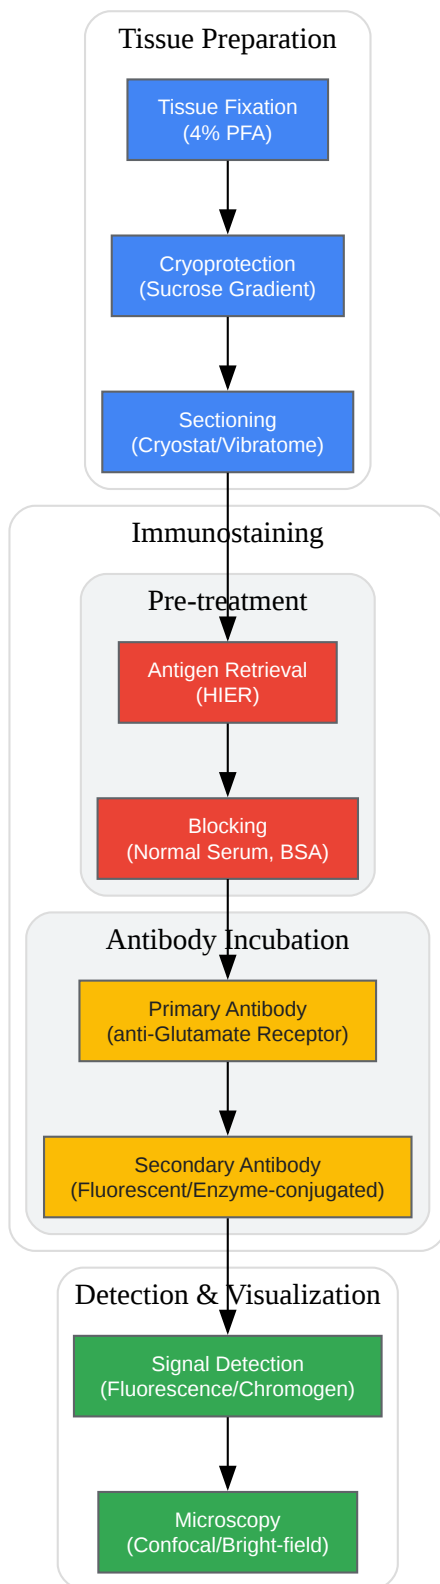 Tissue Preparation
Tissue Fixation
(4% PFA)
Cryoprotection
(Sucrose Gradient)
Sectioning
(Cryostat/Vibratome)
Immunostaining
Pre-treatment
Antigen Retrieval
(HIER)
Blocking
(Normal Serum, BSA)
Antibody Incubation
Primary Antibody
(anti-Glutamate Receptor)
Secondary Antibody
(Fluorescent/Enzyme-conjugated)
Detection & Visualization
Signal Detection
(Fluorescence/Chromogen)
Microscopy
(Confocal/Bright-field)